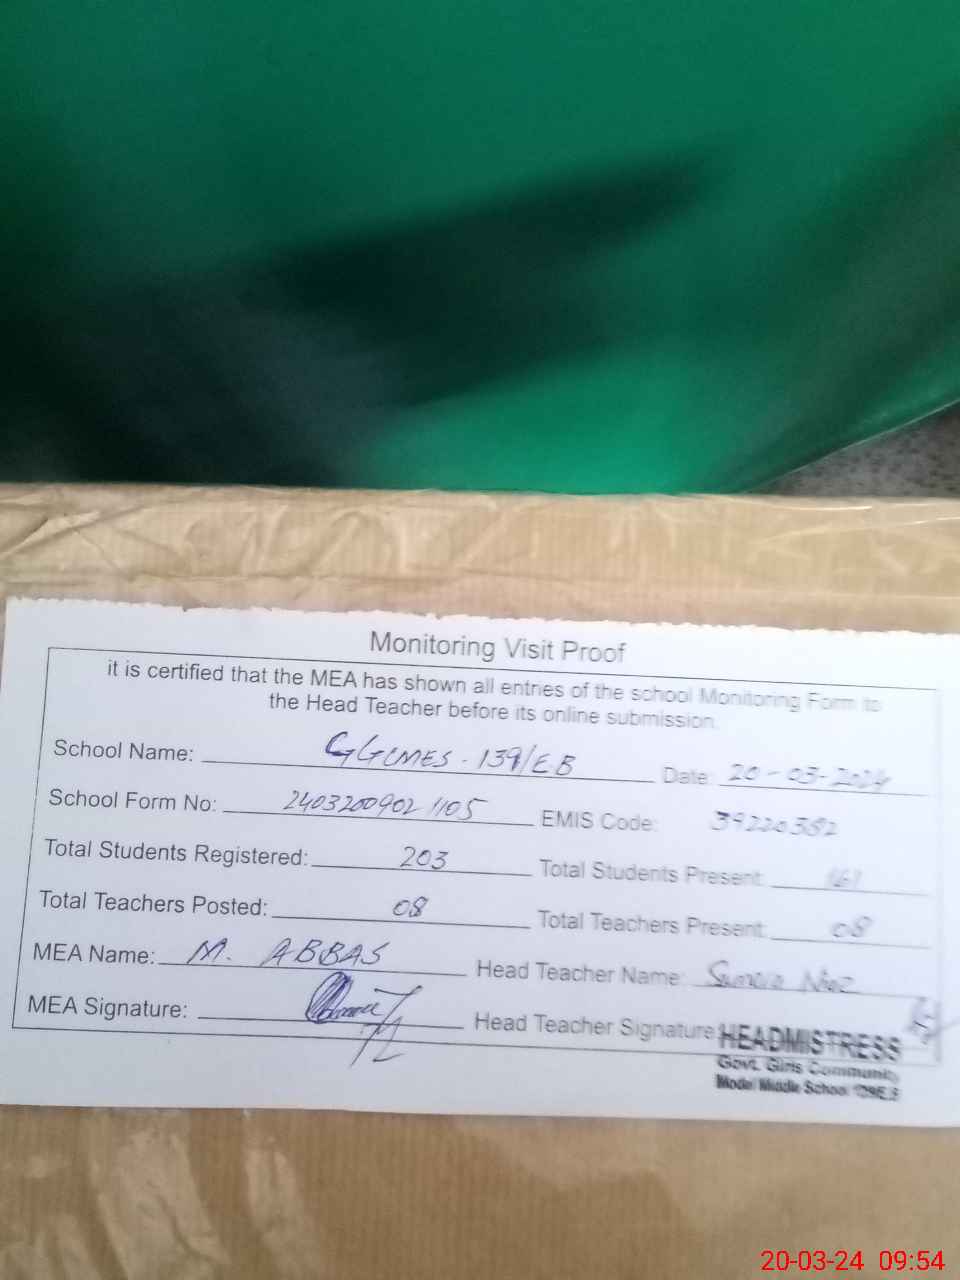 Monitoring Visit Proof
it is certified that the MEA has shown all entries of the school Monitoring Form to
the Head Teacher before its online submission.
School Name: GGCMES - 139/EB Date: 20-03-2024
School Form No: 24032009021105 EMIS Code: 39220382
Total Students Registered: 203 Total Students Present: 161
Total Teachers Posted: 08 Total Teachers Present: 08
MEA Name: M. ABBAS Head Teacher Name:
MEA Signature: Head Teacher Signature
HEADMISTRESS
Govt. Girls Community
Model Middle School
20-03-24 09:54